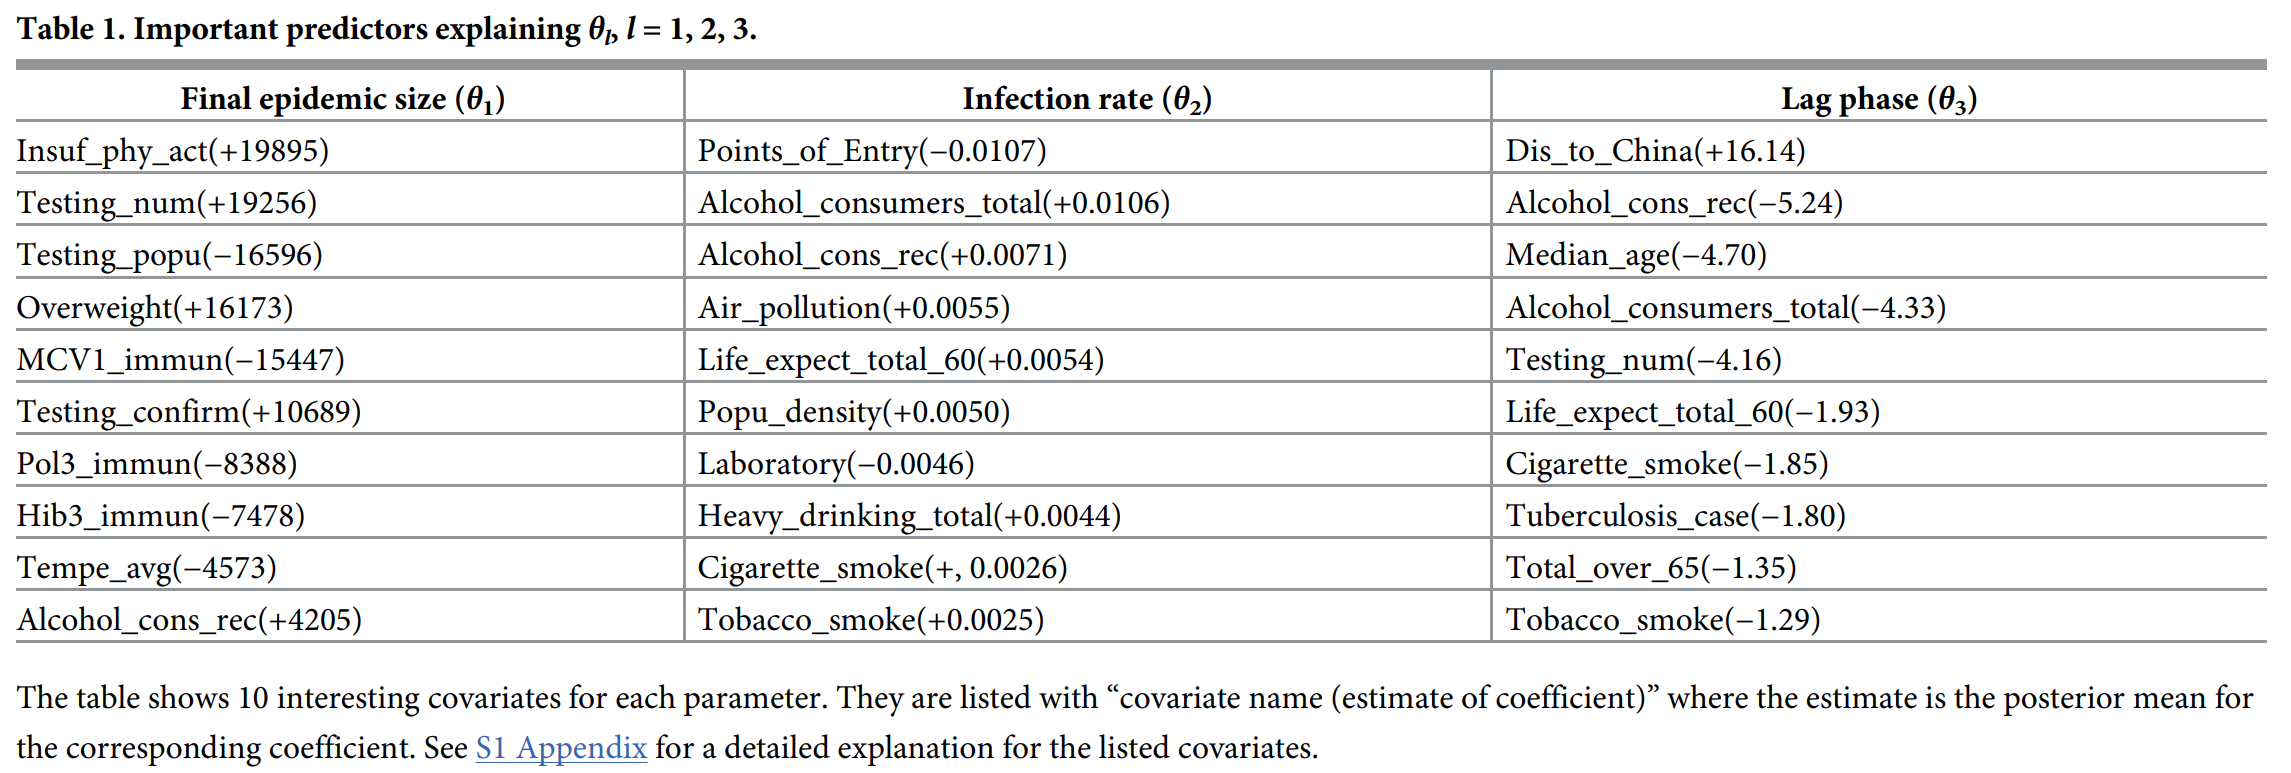 Table 1. Important predictors explaining θl, l = 1, 2, 3.
Final epidemic size (θ1) Infection rate (θ2) Lag phase (θ3)
Insuf_phy_act(+19895) Points_of_Entry(−0.0107) Dis_to_China(+16.14)
Testing_num(+19256) Alcohol_consumers_total(+0.0106) Alcohol_cons_rec(−5.24)
Testing_popu(−16596) Alcohol_cons_rec(+0.0071) Median_age(−4.70)
Overweight(+16173) Air_pollution(+0.0055) Alcohol_consumers_total(−4.33)
MCV1_immun(−15447) Life_expect_total_60(+0.0054) Testing_num(−4.16)
Testing_confirm(+10689) Popu_density(+0.0050) Life_expect_total_60(−1.93)
Pol3_immun(−8388) Laboratory(−0.0046) Cigarette_smoke(−1.85)
Hib3_immun(−7478) Heavy_drinking_total(+0.0044) Tuberculosis_case(−1.80)
Tempe_avg(−4573) Cigarette_smoke(+, 0.0026) Total_over_65(−1.35)
Alcohol_cons_rec(+4205) Tobacco_smoke(+0.0025) Tobacco_smoke(−1.29)
The table shows 10 interesting covariates for each parameter. They are listed with “covariate name (estimate of coefficient)” where the estimate is the posterior mean for
the corresponding coefficient. See S1 Appendix for a detailed explanation for the listed covariates.